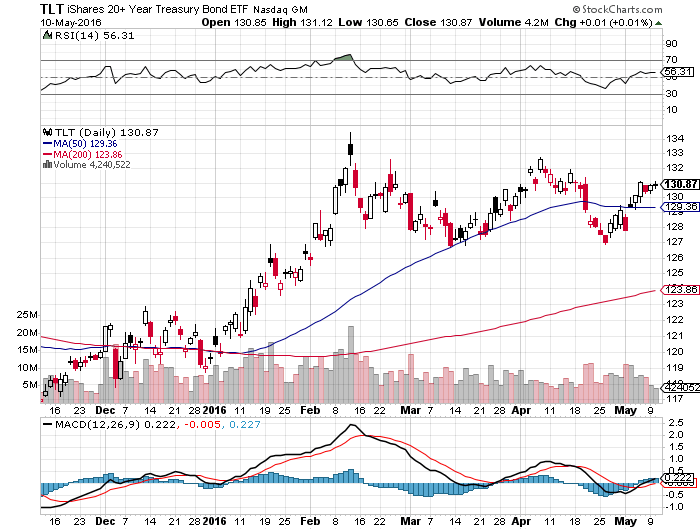 TLT iShares 20+ Year Treasury Bond ETF Nasdaq GM © StockCharts.com
10-May-2016 Open 130.85 High 131.12 Low 130.65 Close 130.87 Volume 4.2M Chg +0.01 (+0.01%)
RSI(14) 56.31
90
70
56.31
50
30
10
TLT (Daily) 130.87
MA(50) 129.36
MA(200) 123.86
Volume 4,240,522
134
133
132
130.87
129.36
128
127
126
125
123.86
123
122
121
120
119
118
117
25M
20M
15M
10M
5M
16 23 Dec 7 14 21 28 2016 11 19 25 Feb 8 16 22 Mar 7 14 21 28 Apr 11 18 25 May 9
MACD(12,26,9) 0.222, -0.005, 0.227
2.5
2.0
1.5
1.0
0.5
0.222
-0.5
-1.0
16 23 Dec 7 14 21 28 2016 11 19 25 Feb 8 16 22 Mar 7 14 21 28 Apr 11 18 25 May 9